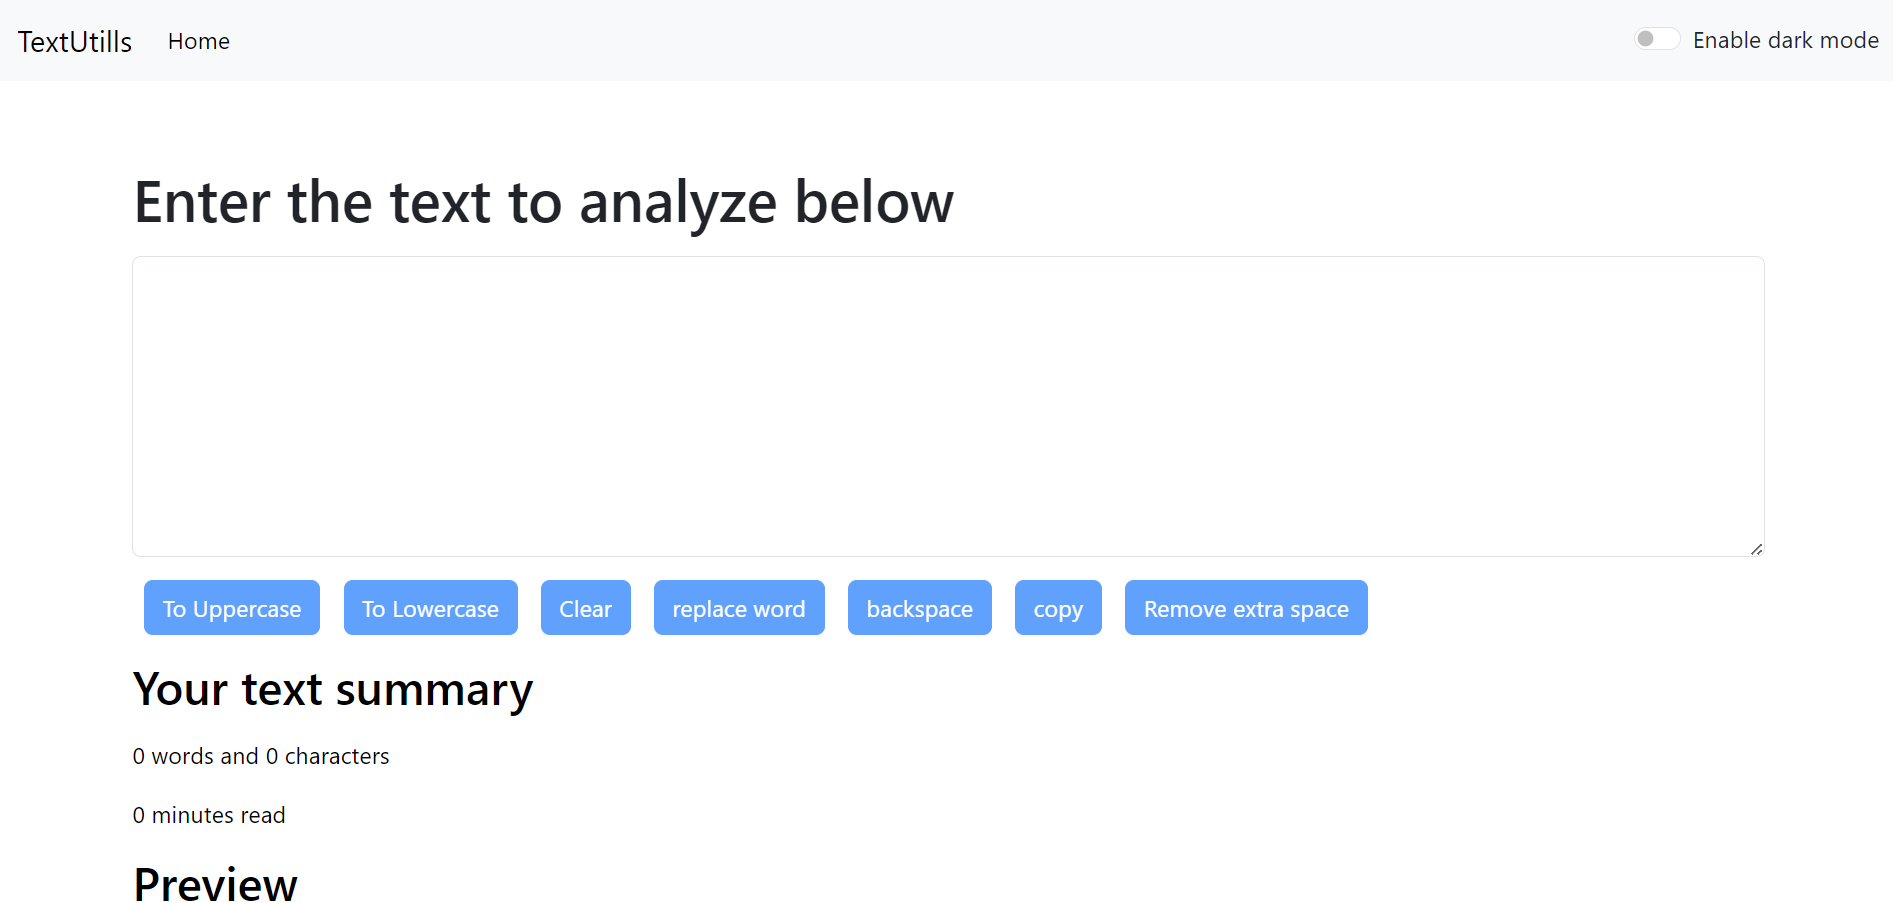 TextUtills Home Enable dark mode
Enter the text to analyze below
To Uppercase To Lowercase Clear replace word backspace copy Remove extra space
Your text summary
0 words and 0 characters
0 minutes read
Preview